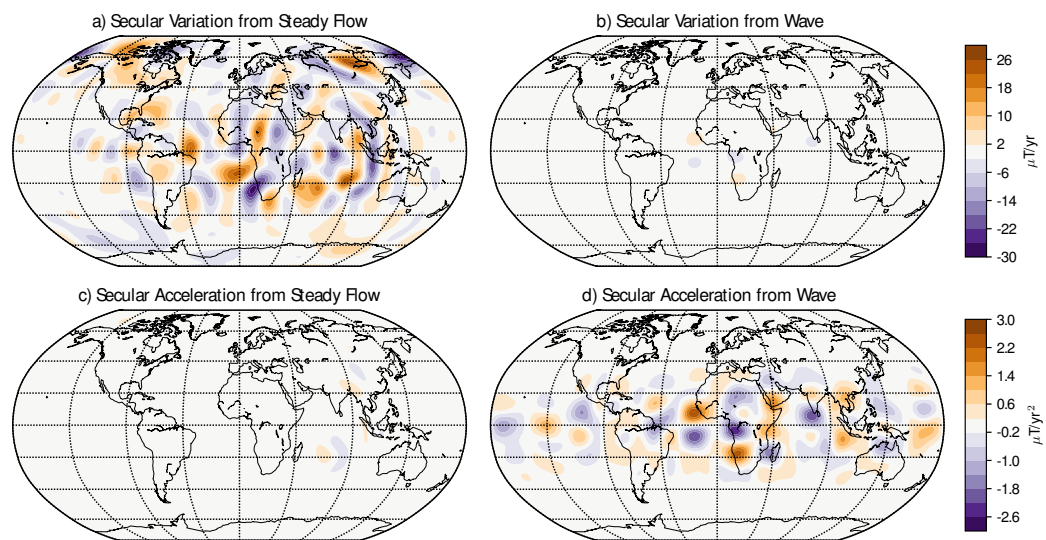 a) Secular Variation from Steady Flow
b) Secular Variation from Wave
26
18
10
2
-6
-14
-22
-30
μT/yr
c) Secular Acceleration from Steady Flow
d) Secular Acceleration from Wave
3.0
2.2
1.4
0.6
-0.2
-1.0
-1.8
-2.6
μT/yr²